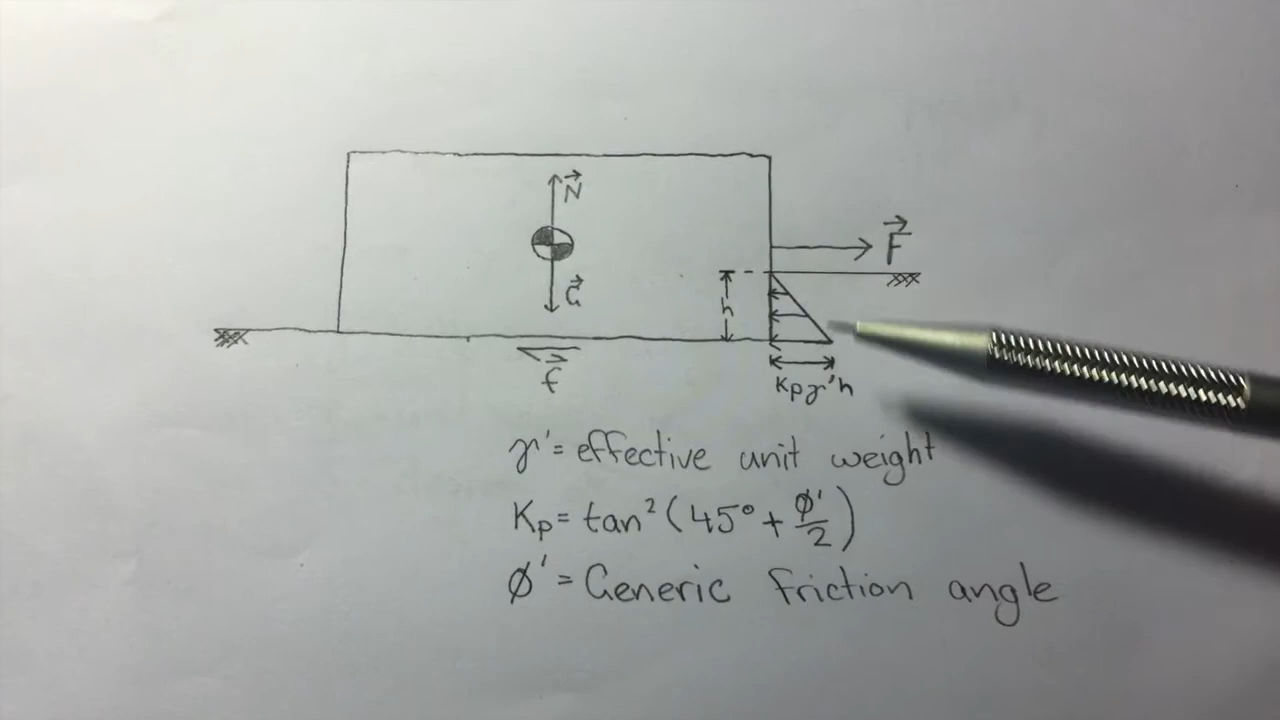 N⃗
F⃗
G⃗
h
f⃗
Kpγ'h
γ' = effective unit weight
Kp = tan²(45° + ϕ'/2)
ϕ' = Generic friction angle